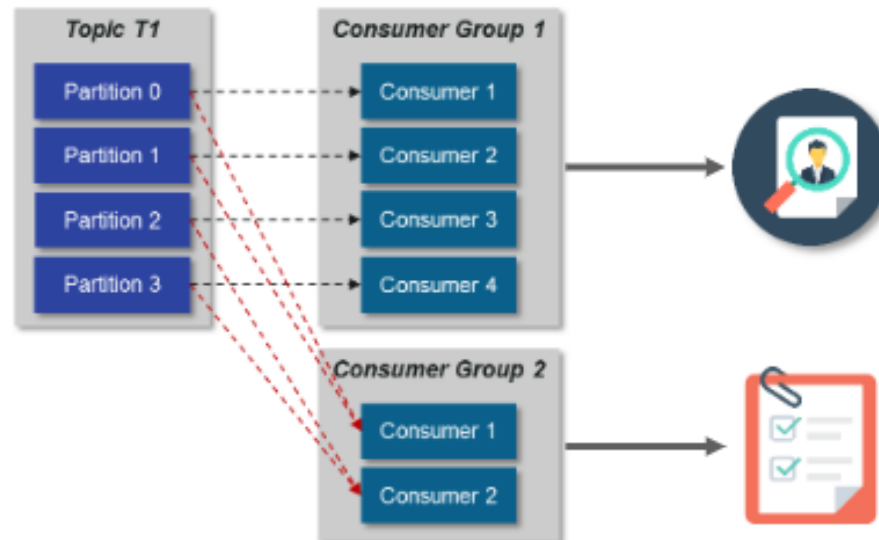 Topic T1
Partition 0
Partition 1
Partition 2
Partition 3
Consumer Group 1
Consumer 1
Consumer 2
Consumer 3
Consumer 4
Consumer Group 2
Consumer 1
Consumer 2